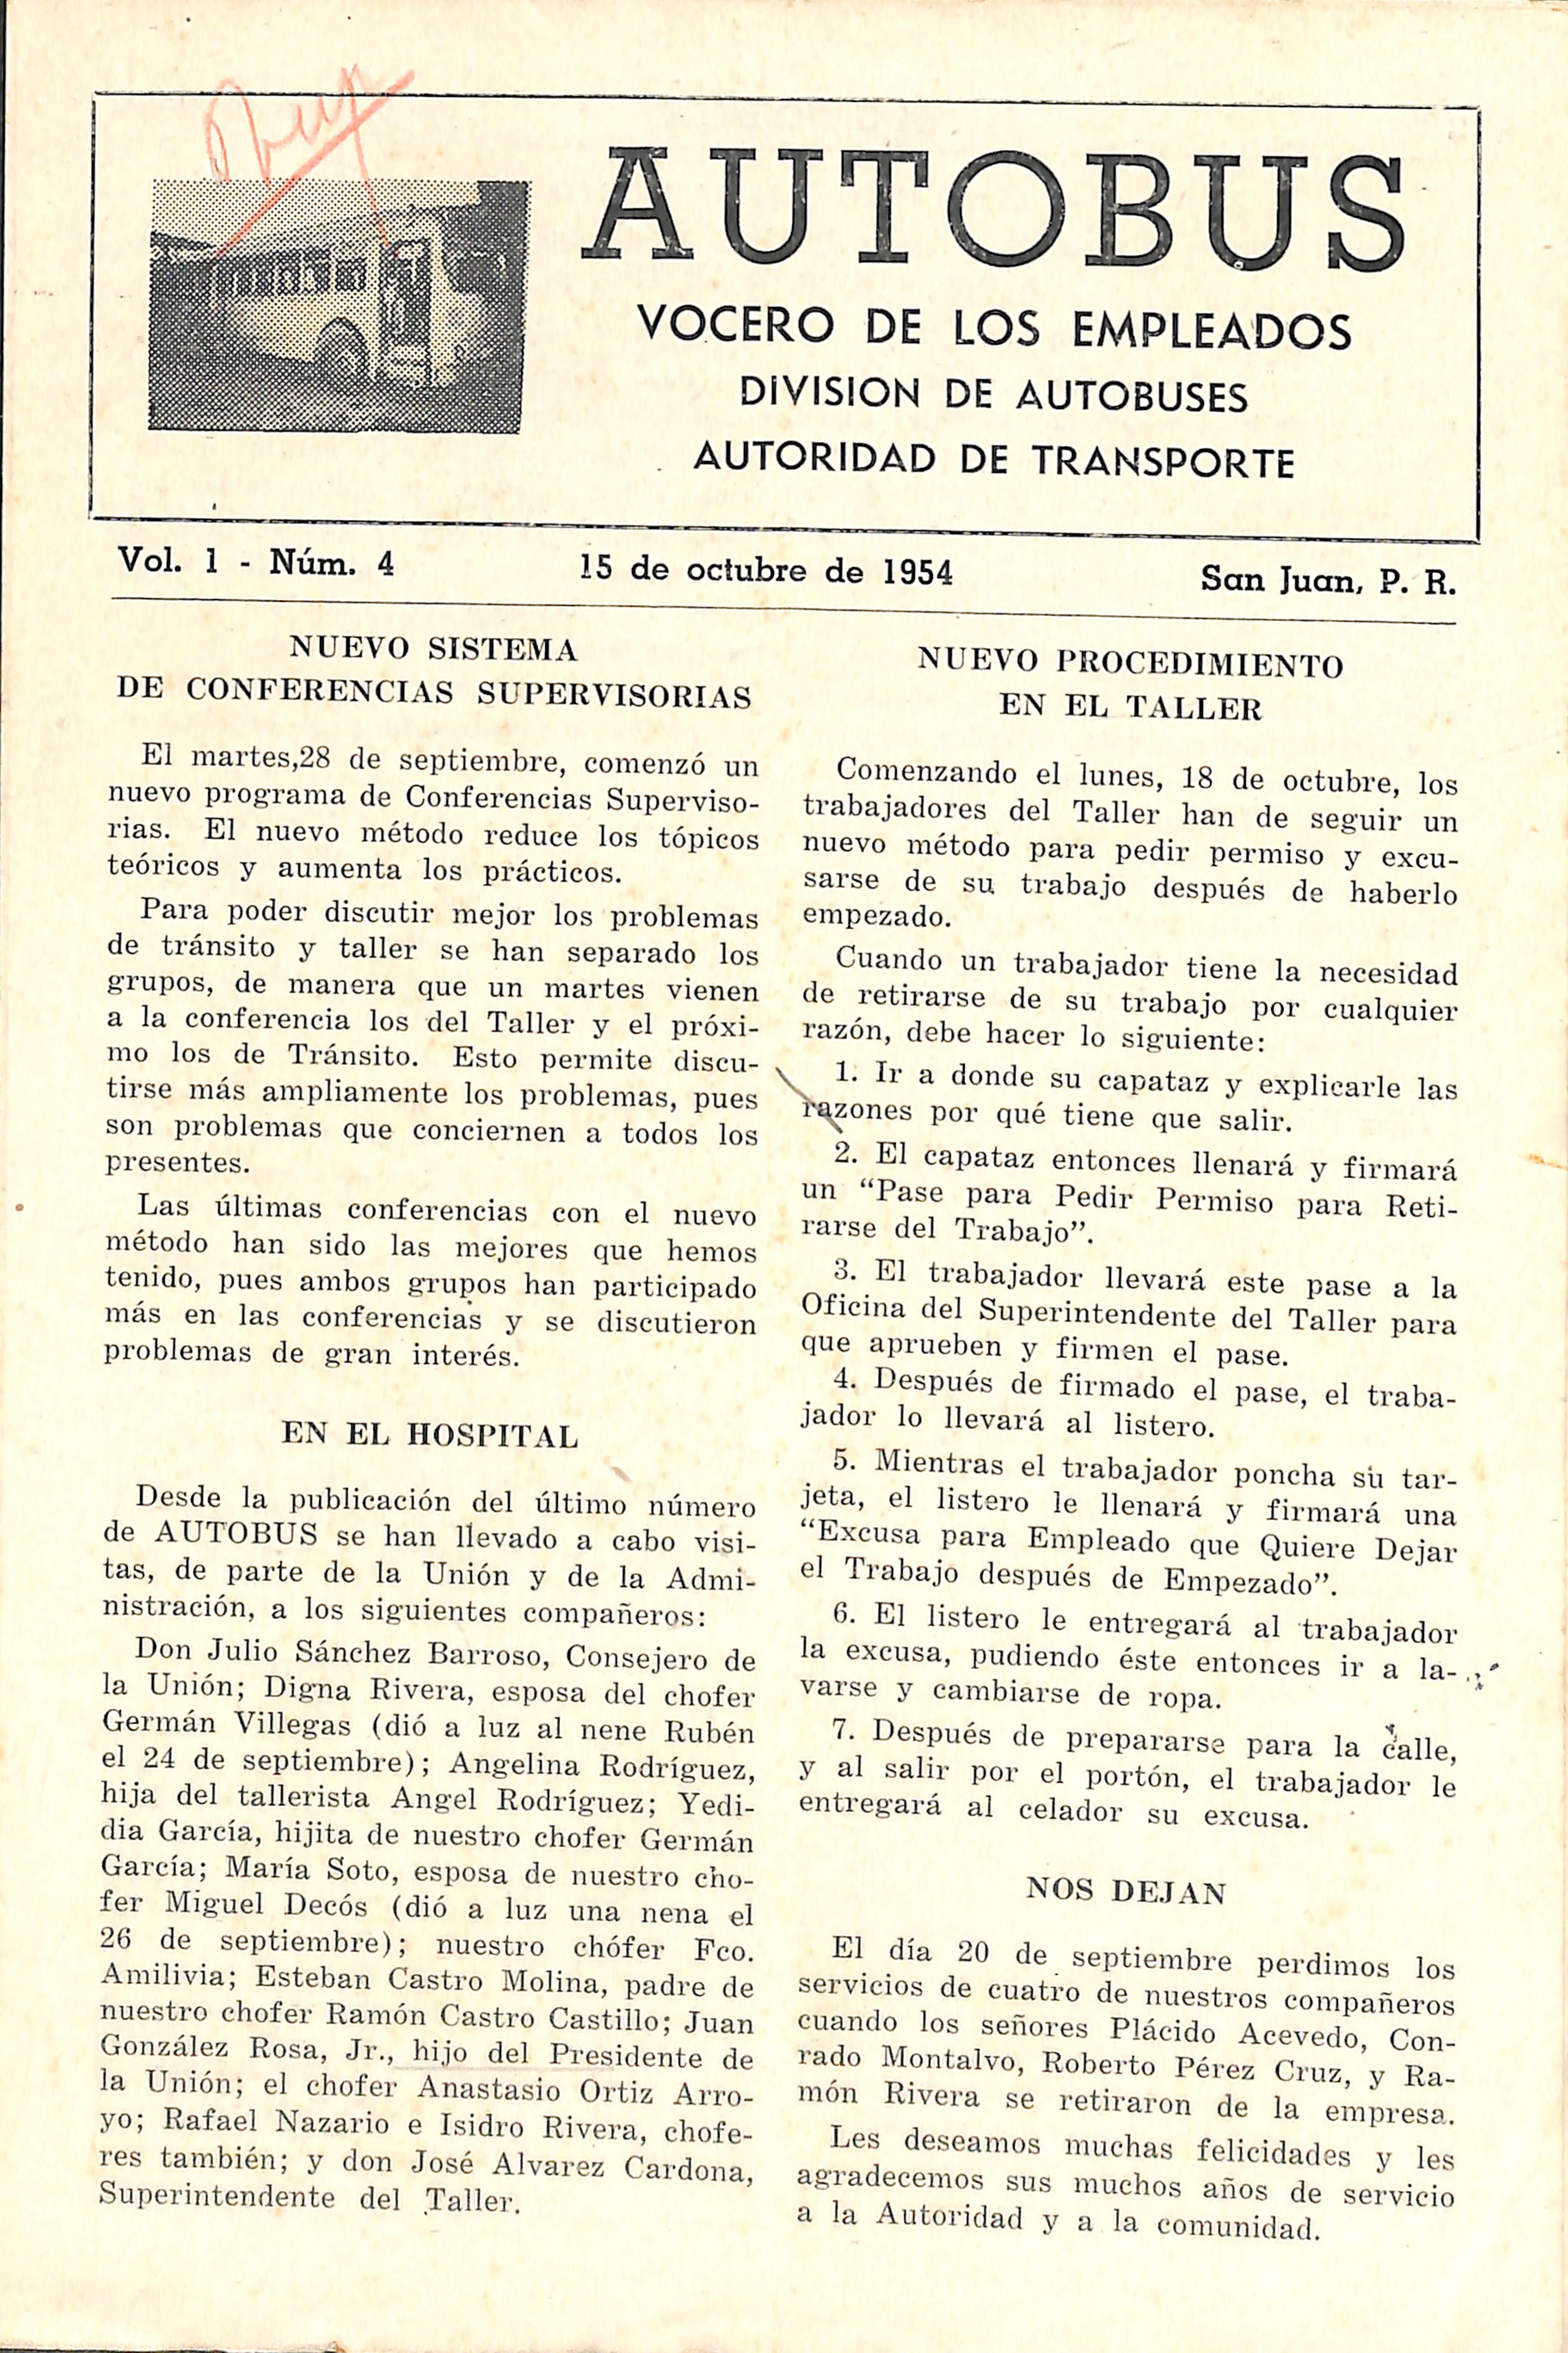 AUTOBUS
VOCERO DE LOS EMPLEADOS
DIVISION DE AUTOBUSES
AUTORIDAD DE TRANSPORTE
Vol. 1 - Núm. 4 15 de octubre de 1954 San Juan, P. R.
NUEVO SISTEMA
DE CONFERENCIAS SUPERVISORIAS
El martes,28 de septiembre, comenzó un
nuevo programa de Conferencias Superviso-
rias. El nuevo método reduce los tópicos
teóricos y aumenta los prácticos.
Para poder discutir mejor los problemas
de tránsito y taller se han separado los
grupos, de manera que un martes vienen
a la conferencia los del Taller y el próxi-
mo los de Tránsito. Esto permite discu-
tirse más ampliamente los problemas, pues
son problemas que conciernen a todos los
presentes.
Las últimas conferencias con el nuevo
método han sido las mejores que hemos
tenido, pues ambos grupos han participado
más en las conferencias y se discutieron
problemas de gran interés.
EN EL HOSPITAL
Desde la publicación del último número
de AUTOBUS se han llevado a cabo visi-
tas, de parte de la Unión y de la Admi-
nistración, a los siguientes compañeros:
Don Julio Sánchez Barroso, Consejero de
la Unión; Digna Rivera, esposa del chofer
Germán Villegas (dió a luz al nene Rubén
el 24 de septiembre); Angelina Rodríguez,
hija del tallerista Angel Rodríguez; Yedi-
dia García, hijita de nuestro chofer Germán
García; María Soto, esposa de nuestro cho-
fer Miguel Decós (dió a luz una nena el
26 de septiembre); nuestro chófer Fco.
Amilivia; Esteban Castro Molina, padre de
nuestro chofer Ramón Castro Castillo; Juan
González Rosa, Jr., hijo del Presidente de
la Unión; el chofer Anastasio Ortiz Arro-
yo; Rafael Nazario e Isidro Rivera, chofe-
res también; y don José Alvarez Cardona,
Superintendente del Taller.
NUEVO PROCEDIMIENTO
EN EL TALLER
Comenzando el lunes, 18 de octubre, los
trabajadores del Taller han de seguir un
nuevo método para pedir permiso y excu-
sarse de su trabajo después de haberlo
empezado.
Cuando un trabajador tiene la necesidad
de retirarse de su trabajo por cualquier
razón, debe hacer lo siguiente:
1. Ir a donde su capataz y explicarle las
razones por qué tiene que salir.
2. El capataz entonces llenará y firmará
un “Pase para Pedir Permiso para Reti-
rarse del Trabajo”.
3. El trabajador llevará este pase a la
Oficina del Superintendente del Taller para
que aprueben y firmen el pase.
4. Después de firmado el pase, el traba-
jador lo llevará al listero.
5. Mientras el trabajador poncha su tar-
jeta, el listero le llenará y firmará una
“Excusa para Empleado que Quiere Dejar
el Trabajo después de Empezado”.
6. El listero le entregará al trabajador
la excusa, pudiendo éste entonces ir a la-
varse y cambiarse de ropa.
7. Después de prepararse para la calle,
y al salir por el portón, el trabajador le
entregará al celador su excusa.
NOS DEJAN
El día 20 de septiembre perdimos los
servicios de cuatro de nuestros compañeros
cuando los señores Plácido Acevedo, Con-
rado Montalvo, Roberto Pérez Cruz, y Ra-
món Rivera se retiraron de la empresa.
Les deseamos muchas felicidades y les
agradecemos sus muchos años de servicio
a la Autoridad y a la comunidad.